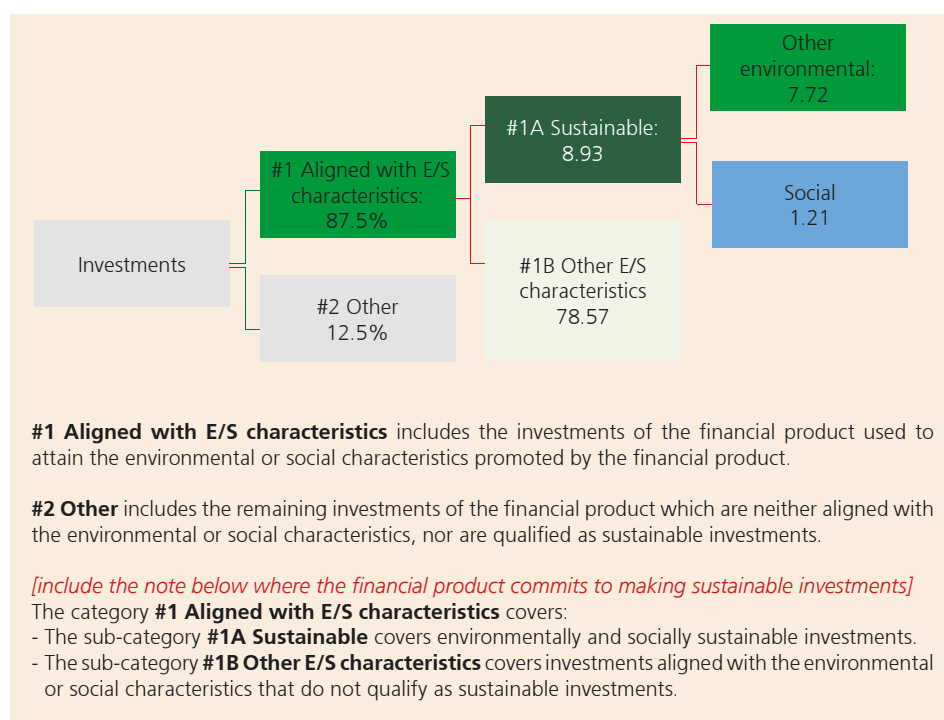 Investments
#1 Aligned with E/S
characteristics:
87.5%
#2 Other
12.5%
#1A Sustainable:
8.93
#1B Other E/S
characteristics
78.57
Other
environmental:
7.72
Social
1.21
#1 Aligned with E/S characteristics includes the investments of the financial product used to
attain the environmental or social characteristics promoted by the financial product.
#2 Other includes the remaining investments of the financial product which are neither aligned with
the environmental or social characteristics, nor are qualified as sustainable investments.
[include the note below where the financial product commits to making sustainable investments]
The category #1 Aligned with E/S characteristics covers:
- The sub-category #1A Sustainable covers environmentally and socially sustainable investments.
- The sub-category #1B Other E/S characteristics covers investments aligned with the environmental
or social characteristics that do not qualify as sustainable investments.